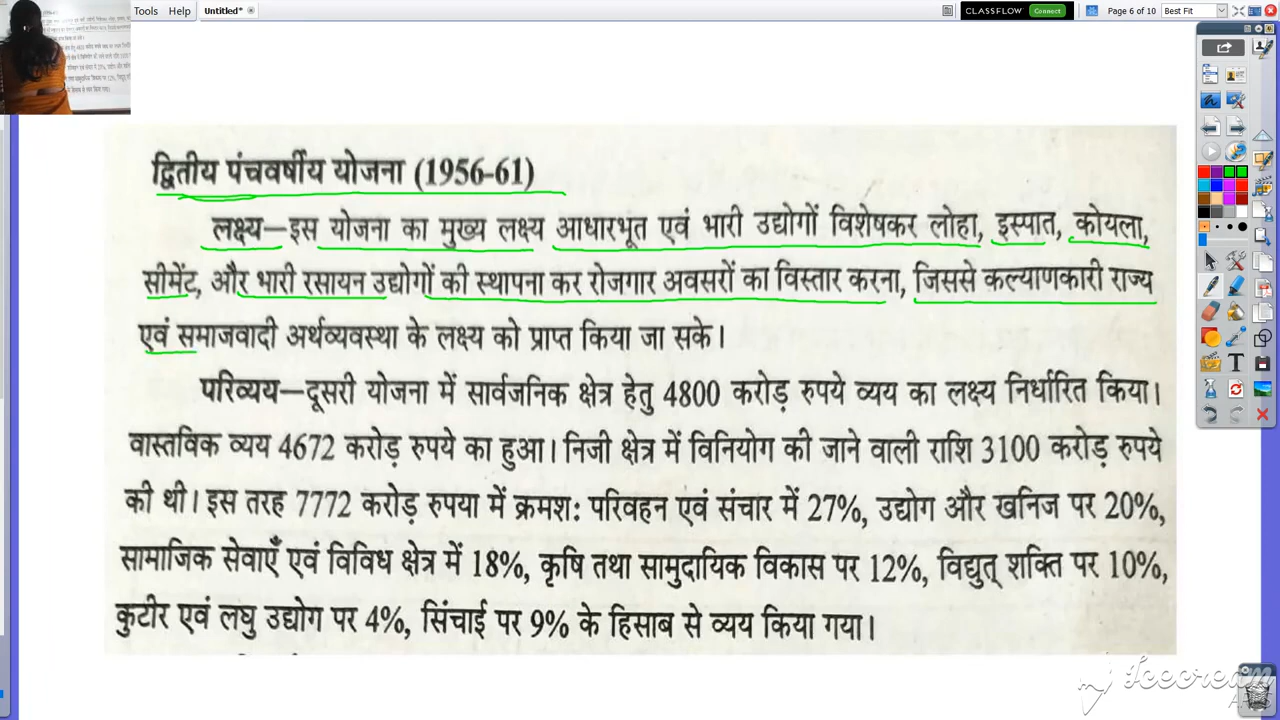 Tools Help Untitled* CLASSFLOW Connect Page 6 of 10 Best Fit
द्वितीय पंचवर्षीय योजना (1956-61)
लक्ष्य–इस योजना का मुख्य लक्ष्य आधारभूत एवं भारी उद्योगों विशेषकर लोहा, इस्पात, कोयला,
सीमेंट, और भारी रसायन उद्योगों की स्थापना कर रोजगार अवसरों का विस्तार करना, जिससे कल्याणकारी राज्य
एवं समाजवादी अर्थव्यवस्था के लक्ष्य को प्राप्त किया जा सके।
परिव्यय–दूसरी योजना में सार्वजनिक क्षेत्र हेतु 4800 करोड़ रुपये व्यय का लक्ष्य निर्धारित किया।
वास्तविक व्यय 4672 करोड़ रुपये का हुआ। निजी क्षेत्र में विनियोग की जाने वाली राशि 3100 करोड़ रुपये
की थी। इस तरह 7772 करोड़ रुपया में क्रमश: परिवहन एवं संचार में 27%, उद्योग और खनिज पर 20%,
सामाजिक सेवाएँ एवं विविध क्षेत्र में 18%, कृषि तथा सामुदायिक विकास पर 12%, विद्युत् शक्ति पर 10%,
कुटीर एवं लघु उद्योग पर 4%, सिंचाई पर 9% के हिसाब से व्यय किया गया।
Icecream
APPS